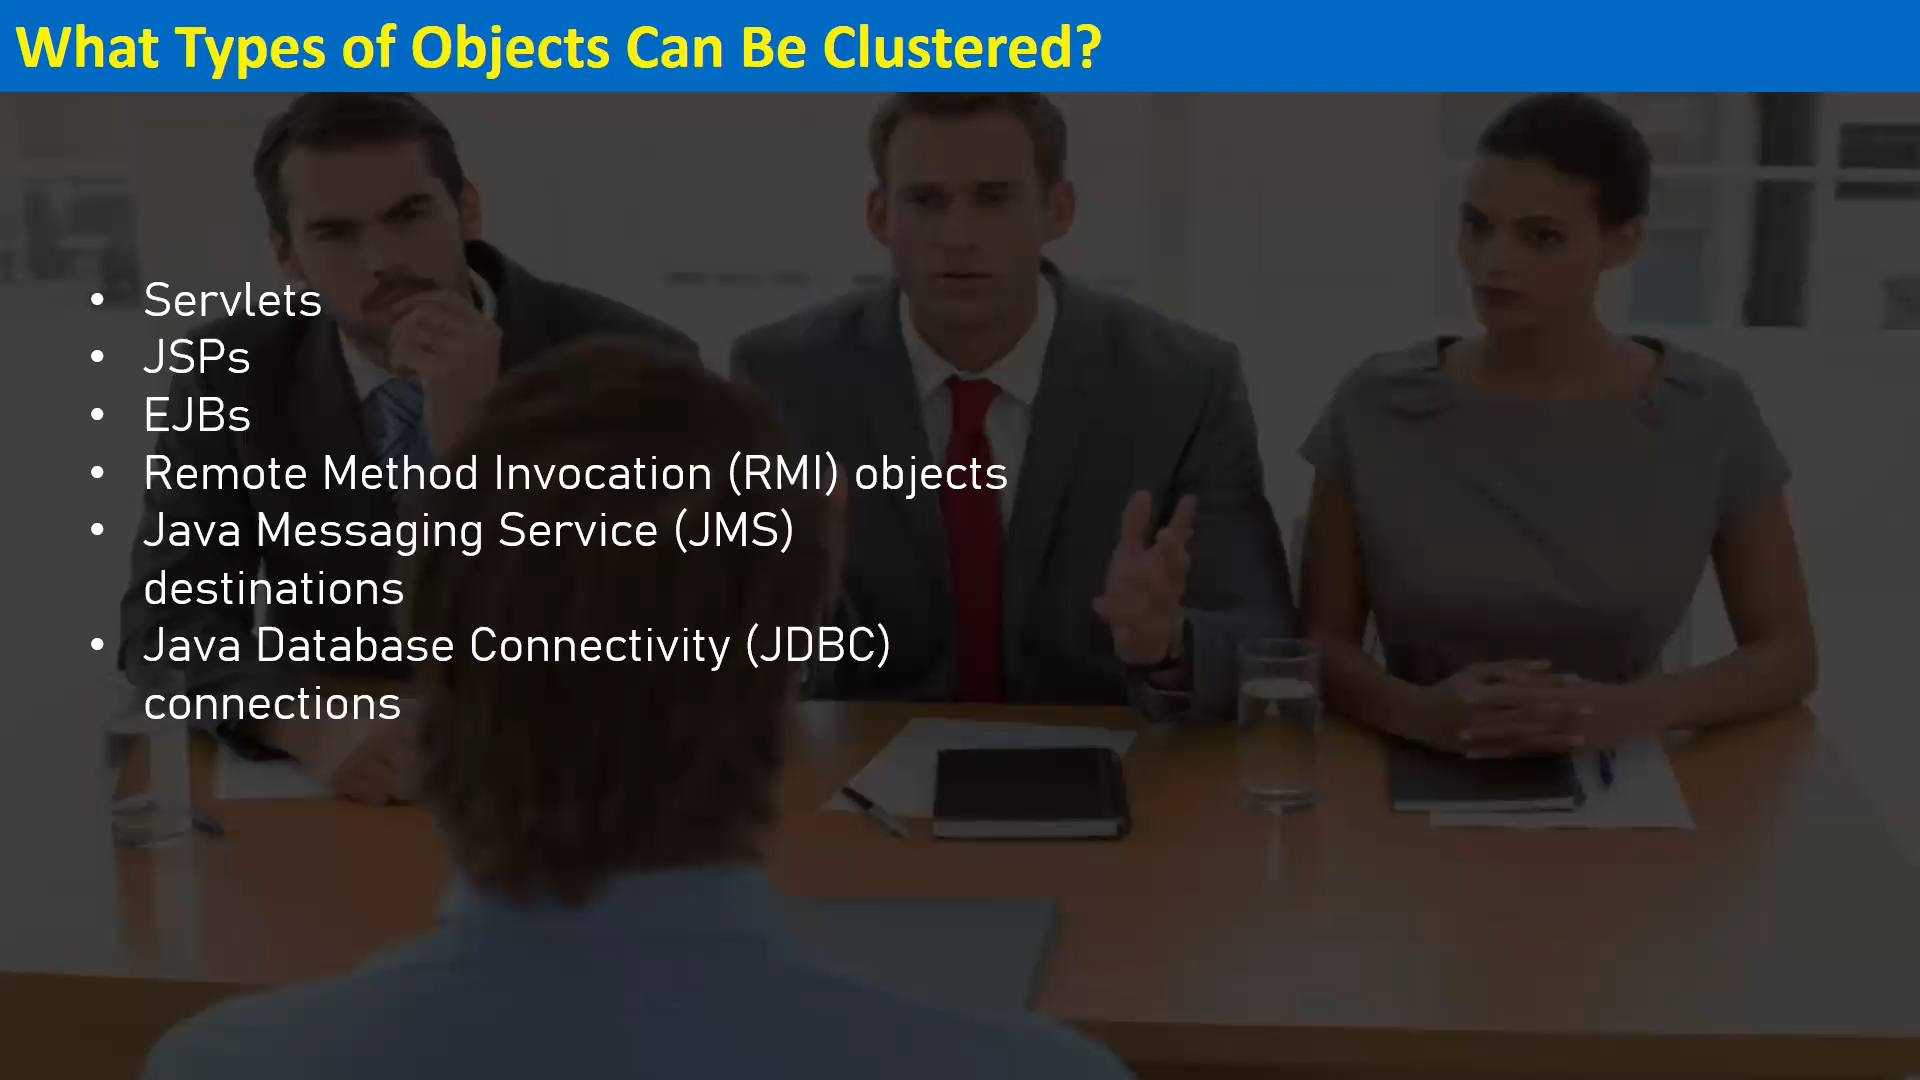 What Types of Objects Can Be Clustered?
• Servlets
• JSPs
• EJBs
• Remote Method Invocation (RMI) objects
• Java Messaging Service (JMS)
destinations
• Java Database Connectivity (JDBC)
connections